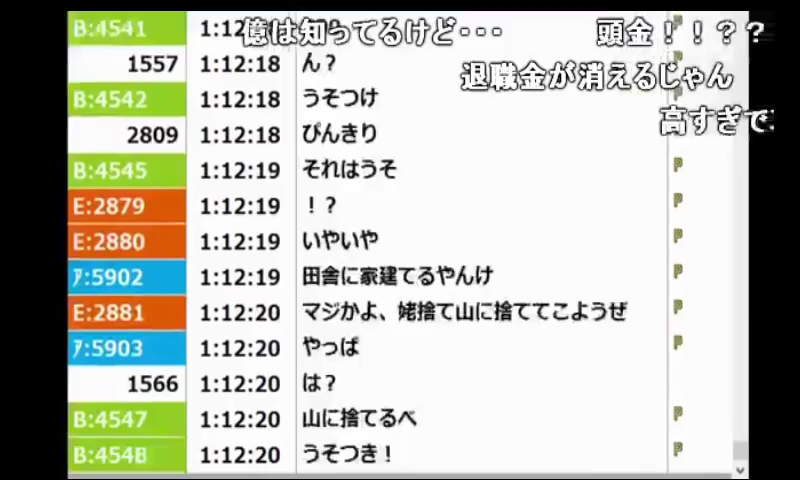 B:4541 1:12
億は知ってるけど・・・ 頭金！！？？
1557 1:12:18 ん？
退職金が消えるじゃん
B:4542 1:12:18 うそつけ P
高すぎで
2809 1:12:18 ぴんきり
B:4545 1:12:19 それはうそ P
E:2879 1:12:19 ！？ P
E:2880 1:12:19 いやいや P
ｱ:5902 1:12:19 田舎に家建てるやんけ P
E:2881 1:12:20 マジかよ、姥捨て山に捨ててこようぜ P
ｱ:5903 1:12:20 やっぱ P
1566 1:12:20 は？
B:4547 1:12:20 山に捨てるべ P
B:4548 1:12:20 うそつき！ P